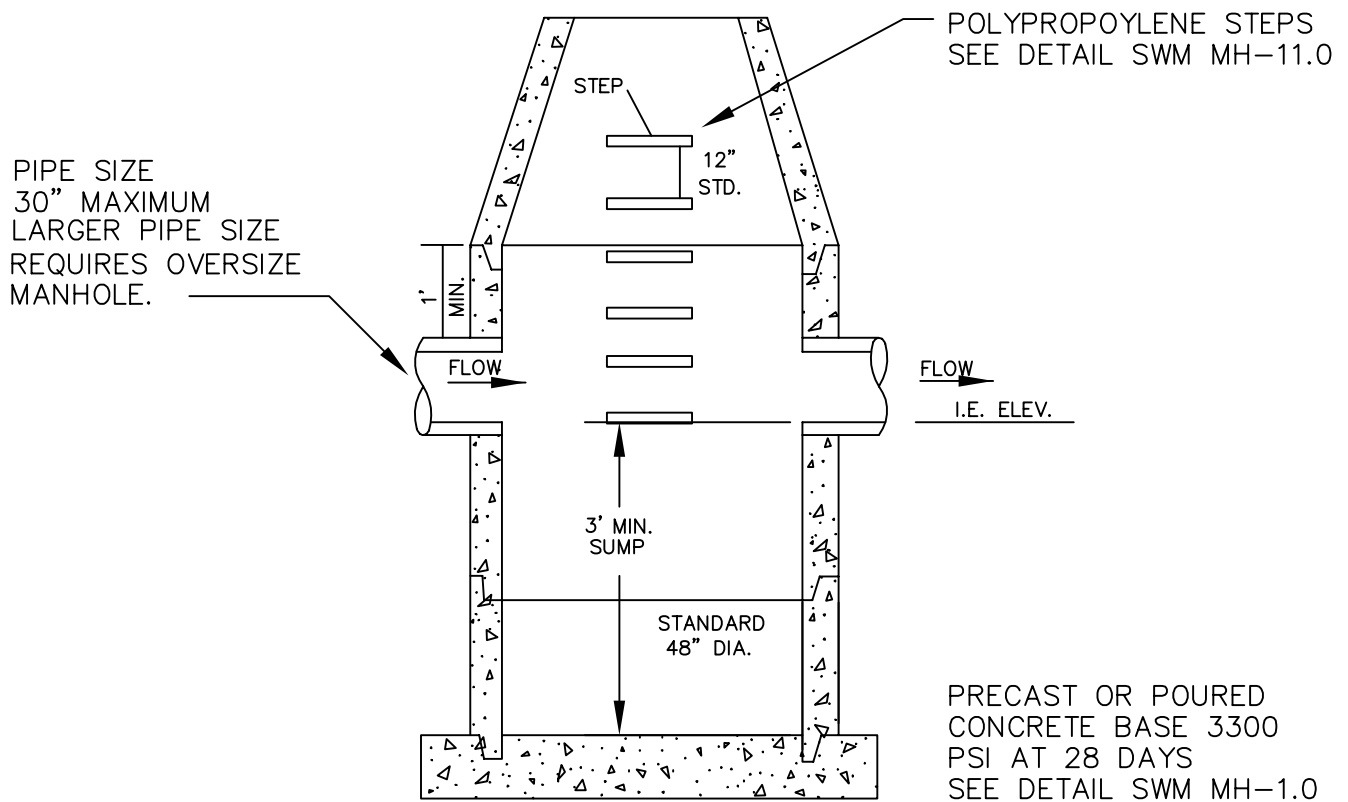 POLYPROPOYLENE STEPS
SEE DETAIL SWM MH-11.0
STEP
12"
STD.
PIPE SIZE
30" MAXIMUM
LARGER PIPE SIZE
REQUIRES OVERSIZE
MANHOLE.
1'
MIN.
FLOW
FLOW
I.E. ELEV.
3' MIN.
SUMP
STANDARD
48" DIA.
PRECAST OR POURED
CONCRETE BASE 3300
PSI AT 28 DAYS
SEE DETAIL SWM MH-1.0